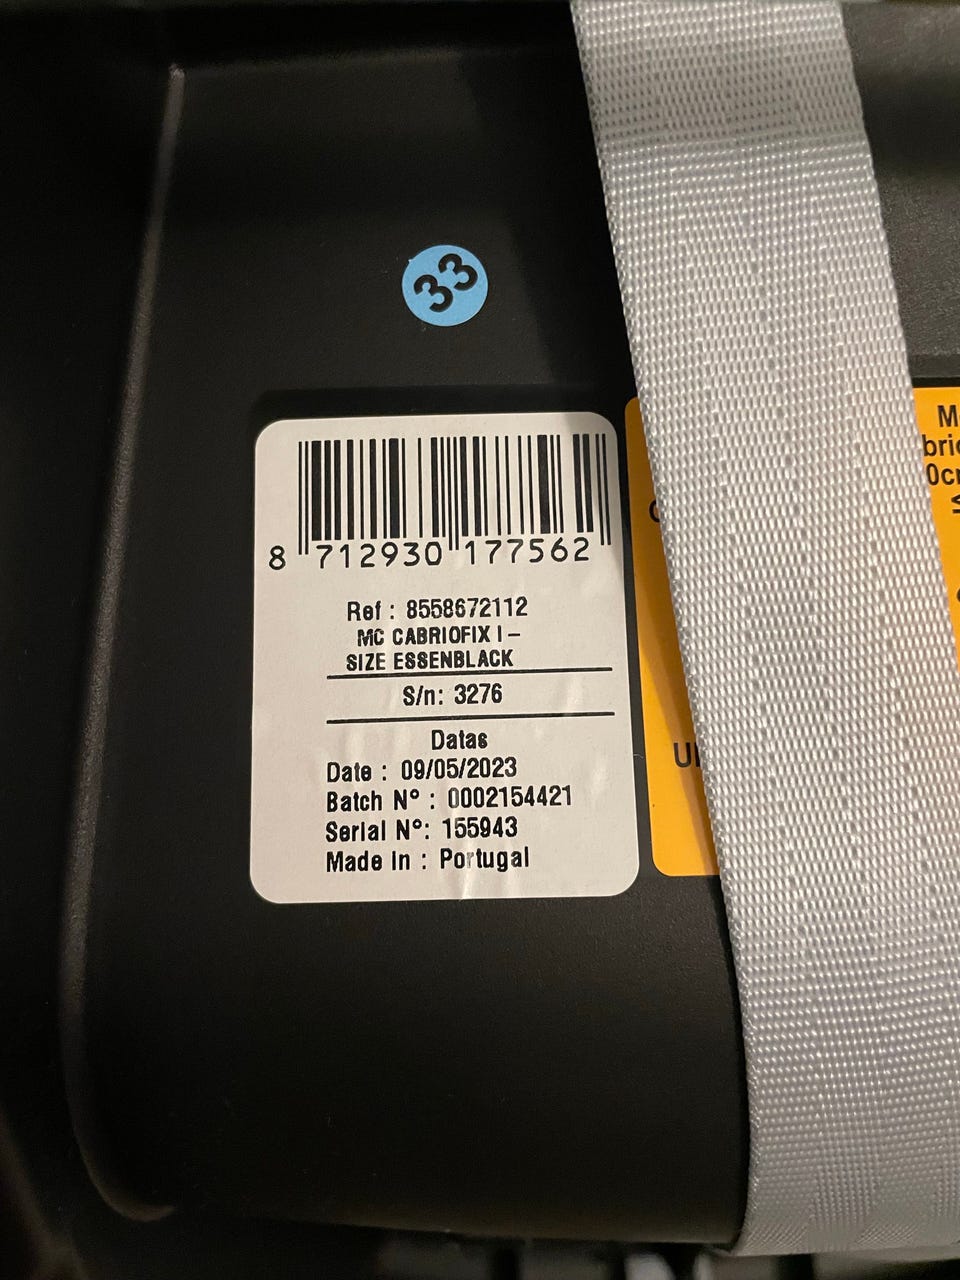 33
8 712930 177562
Ref : 8558672112
MC CABRIOFIX I -
SIZE ESSENBLACK
S/n: 3276
Datas
Date : 09/05/2023
Batch N° : 0002154421
Serial N°: 155943
Made In : Portugal